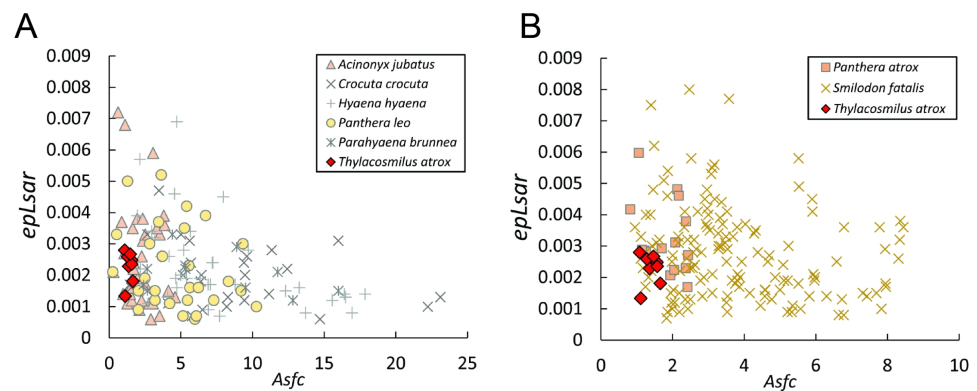 A
B
0.009
0.008
0.007
0.006
0.005
0.004
0.003
0.002
0.001
0
epLsar
0
5
10
15
20
25
Asfc
Acinonyx jubatus
Crocuta crocuta
Hyaena hyaena
Panthera leo
Parahyaena brunnea
Thylacosmilus atrox
0.009
0.008
0.007
0.006
0.005
0.004
0.003
0.002
0.001
0
epLsar
0
2
4
6
8
10
Asfc
Panthera atrox
Smilodon fatalis
Thylacosmilus atrox